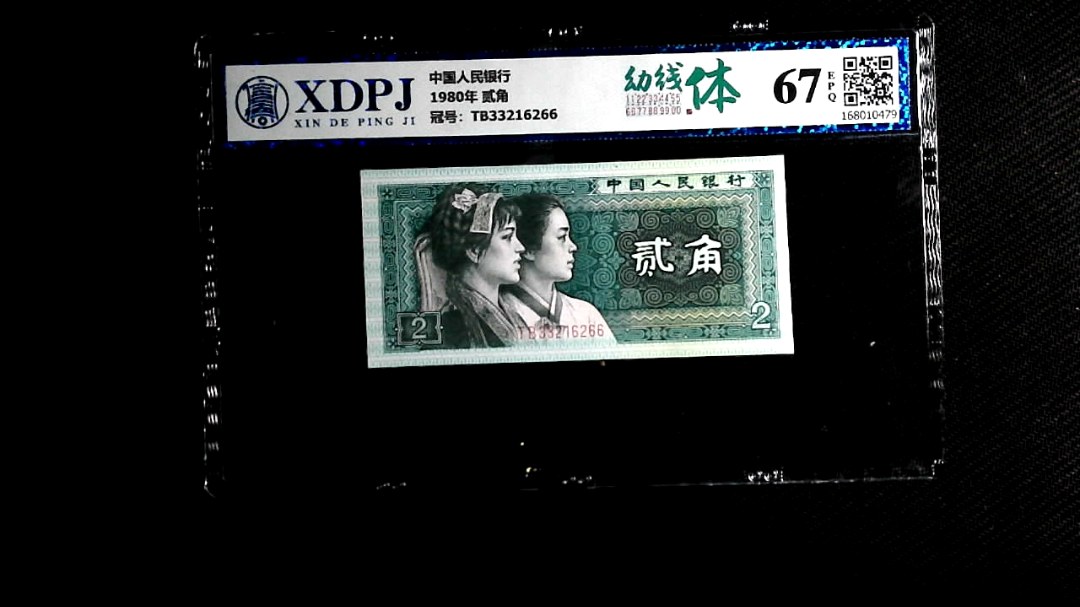 XDPJ
XIN DE PING JI
中国人民银行
1980年 贰角
冠号：TB33216266
幼线体
67
EPQ
168010479
中国人民银行
贰角
2
2
TB33216266